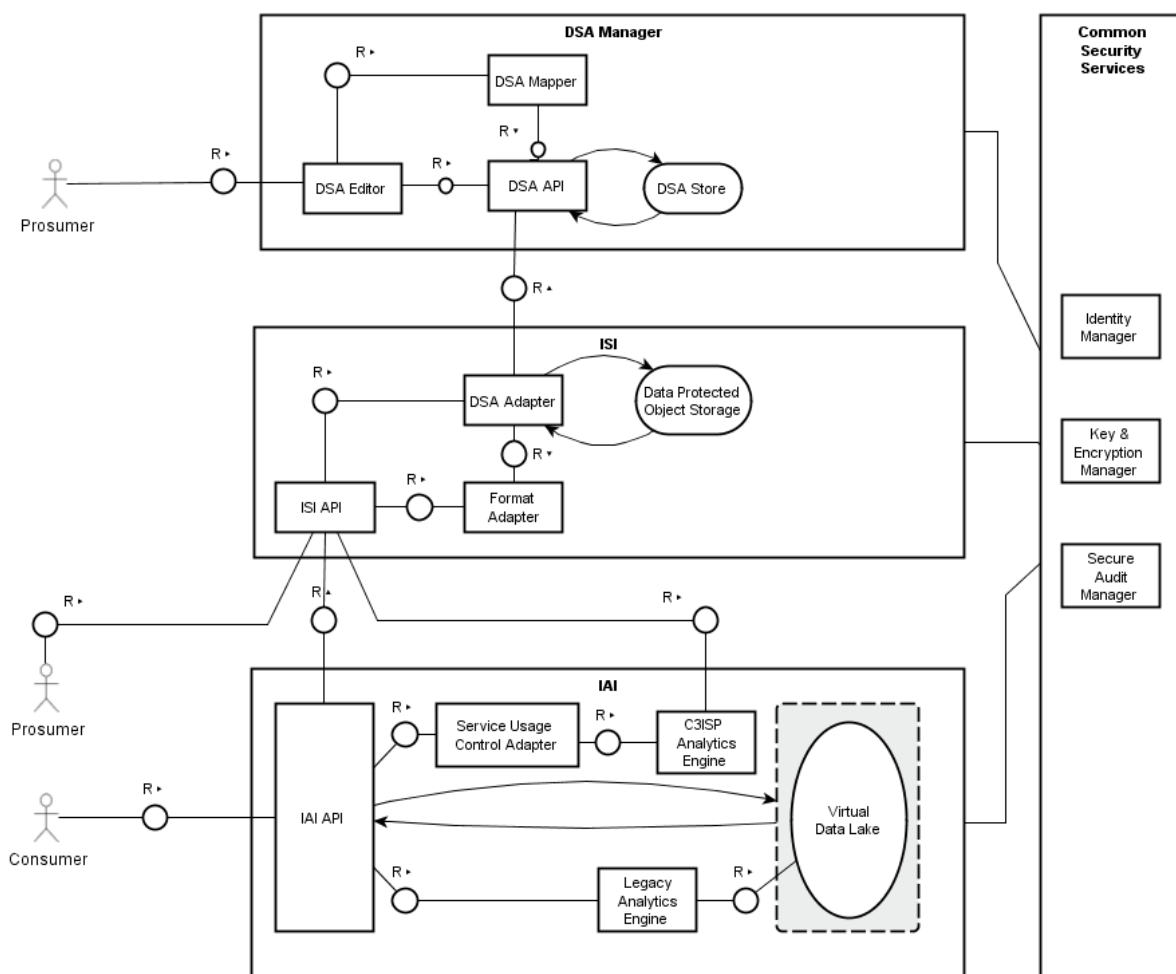 DSA Manager
Common
Security
Services
R ▸
DSA Mapper
R ▾
R ▸
R ▸
DSA Editor
DSA API
DSA Store
Prosumer
R ▴
Identity
Manager
ISI
R ▸
DSA Adapter
Data Protected
Object Storage
R ▾
Key &
Encryption
Manager
R ▸
ISI API
Format
Adapter
Secure
Audit
Manager
R ▸
R ▴
R ▸
Prosumer
IAI
R ▸
Service Usage
Control Adapter
R ▸
C3ISP
Analytics
Engine
R ▸
IAI API
Virtual
Data Lake
Consumer
R ▸
Legacy
Analytics
Engine
R ▸